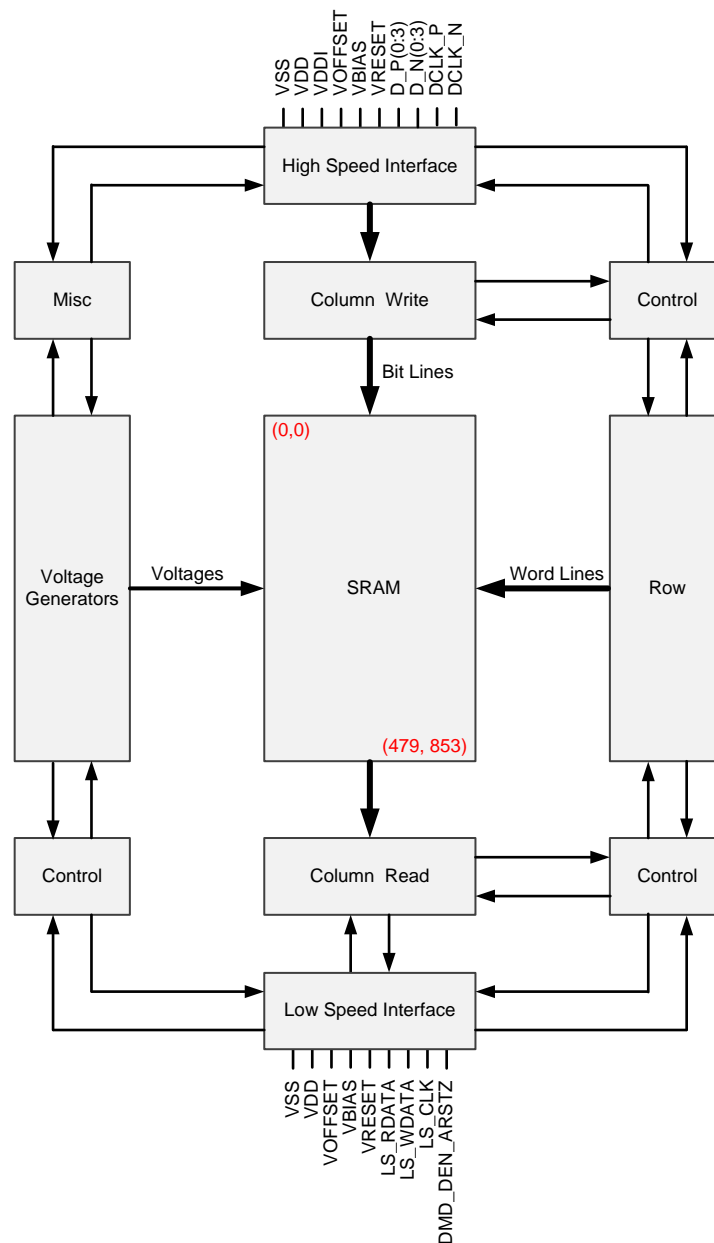 VSS
VDD
VDDI
VOFFSET
VBIAS
VRESET
D_P(0:3)
D_N(0:3)
DCLK_P
DCLK_N
High Speed Interface
Misc
Column Write
Control
Bit Lines
(0,0)
Voltage
Generators
Voltages
SRAM
Word Lines
Row
(479, 853)
Control
Column Read
Control
Low Speed Interface
VSS
VDD
VOFFSET
VBIAS
VRESET
LS_RDATA
LS_WDATA
LS_CLK
DMD_DEN_ARSTZ